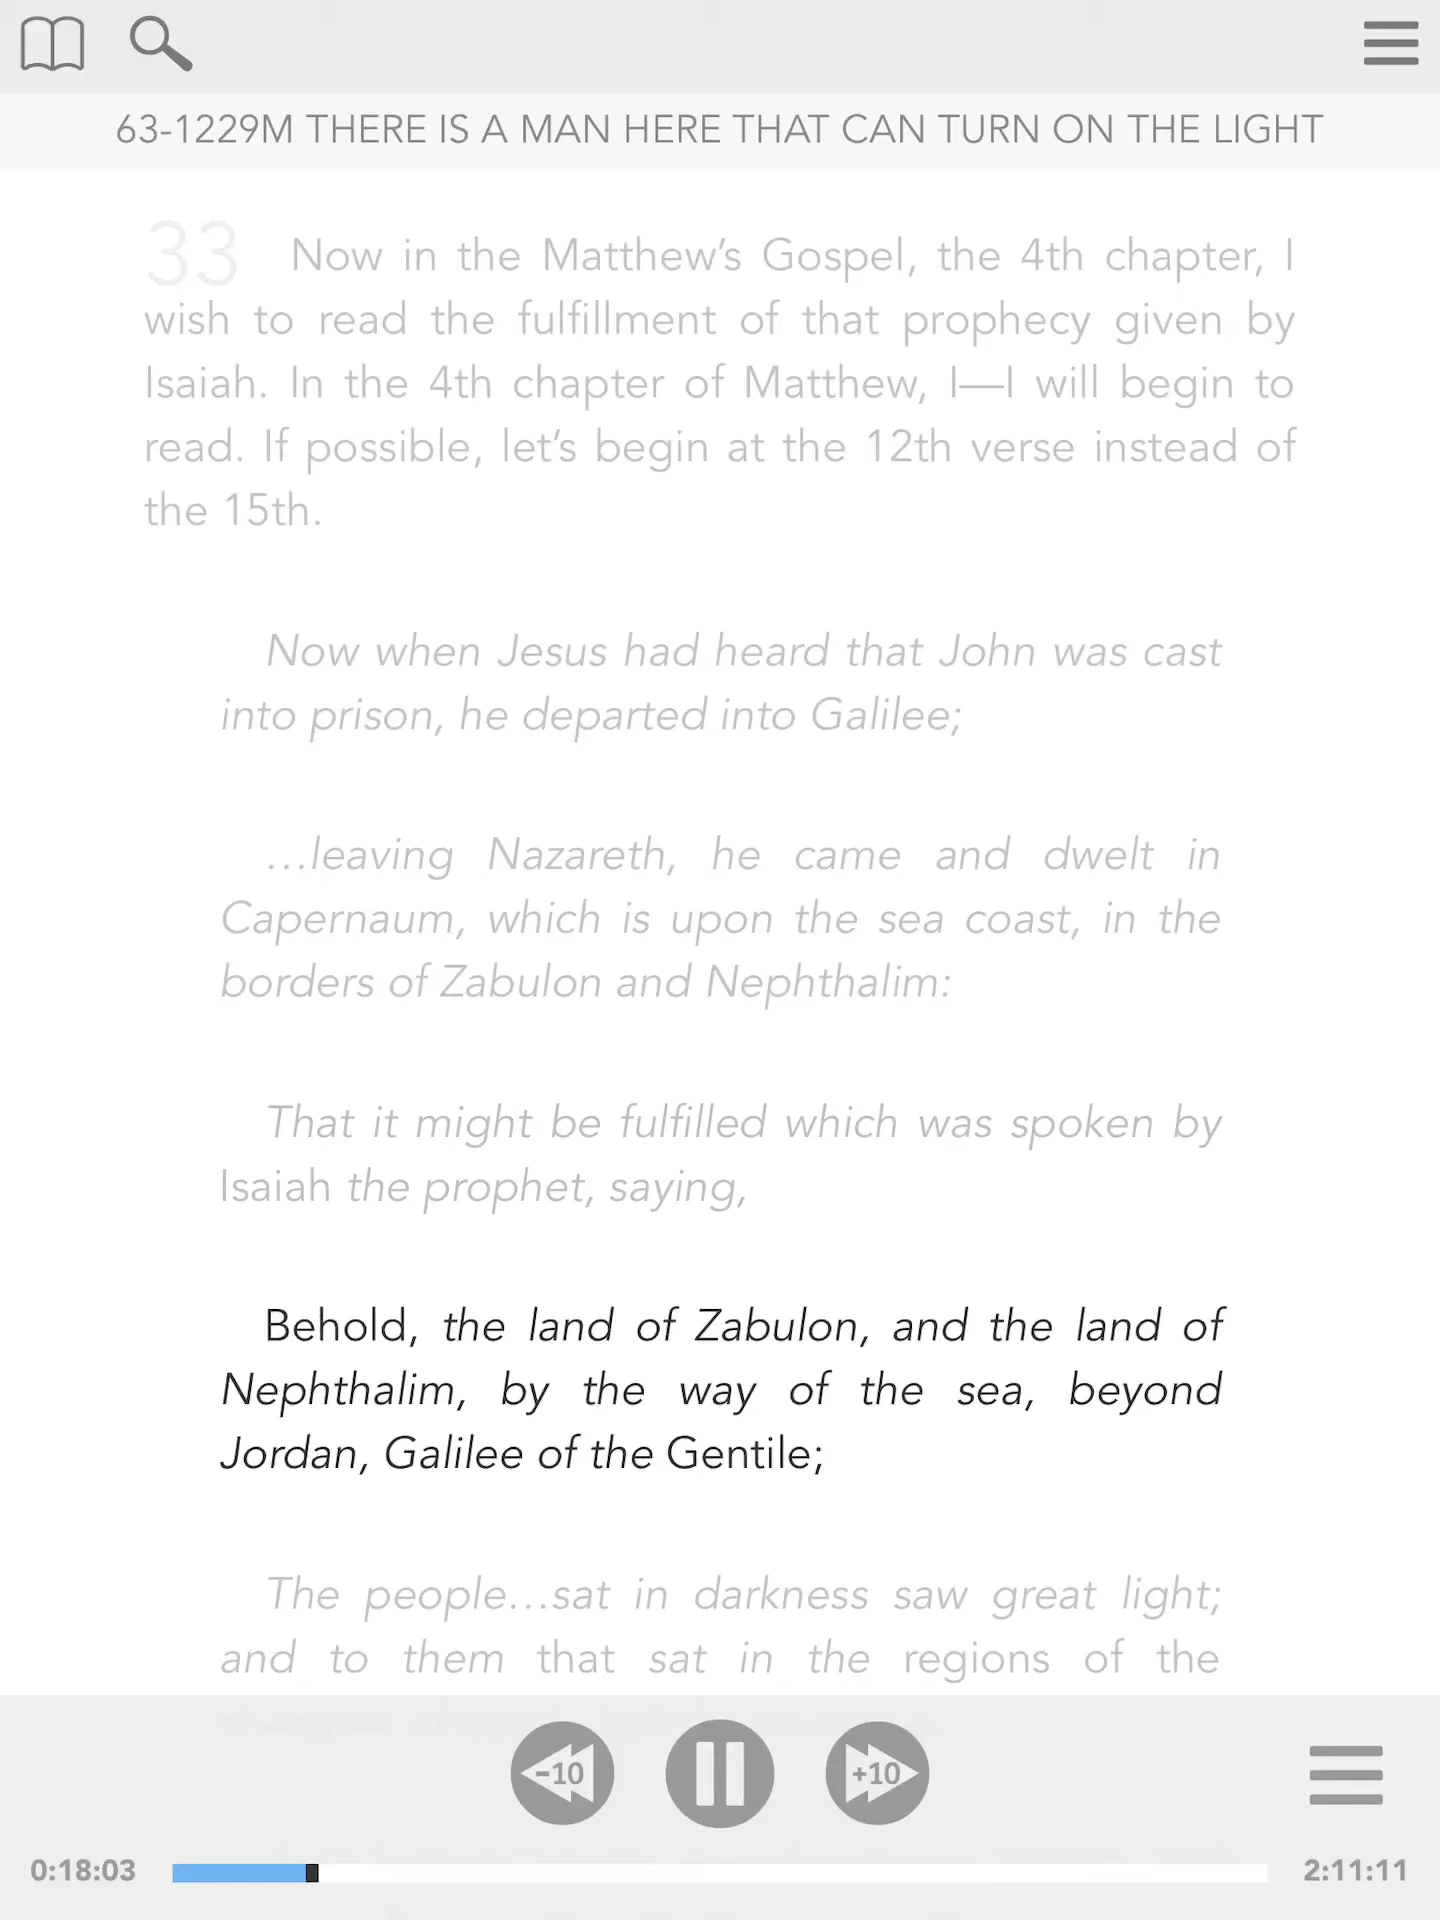 63-1229M THERE IS A MAN HERE THAT CAN TURN ON THE LIGHT
33 Now in the Matthew’s Gospel, the 4th chapter, I
wish to read the fulfillment of that prophecy given by
Isaiah. In the 4th chapter of Matthew, I—I will begin to
read. If possible, let’s begin at the 12th verse instead of
the 15th.
Now when Jesus had heard that John was cast
into prison, he departed into Galilee;
…leaving Nazareth, he came and dwelt in
Capernaum, which is upon the sea coast, in the
borders of Zabulon and Nephthalim:
That it might be fulfilled which was spoken by
Isaiah the prophet, saying,
Behold, the land of Zabulon, and the land of
Nephthalim, by the way of the sea, beyond
Jordan, Galilee of the Gentile;
The people…sat in darkness saw great light;
and to them that sat in the regions of the
-10 +10
0:18:03 2:11:11